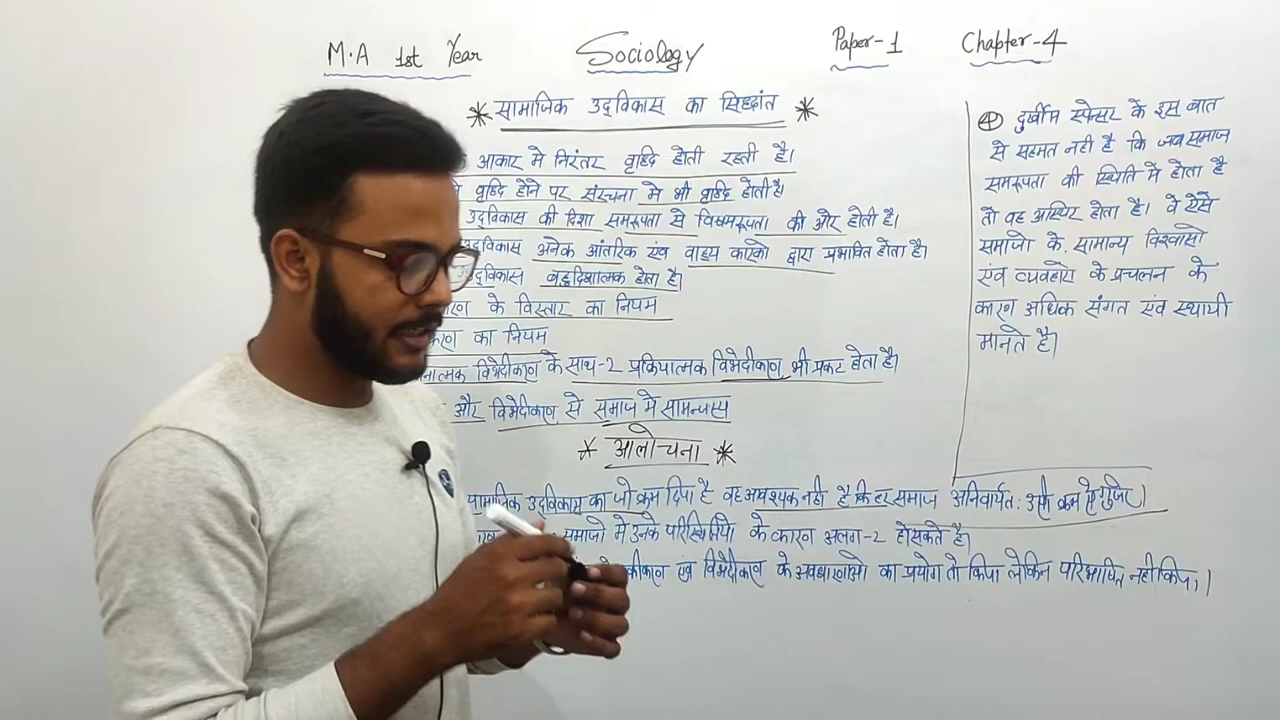 M.A 1st Year Sociology Paper-1 Chapter-4
* सामाजिक उद्‌विकास का सिद्धांत *
आकार मे निरंतर वृद्धि होती रहती है।
वृद्धि होने पर संरचना मे भी वृद्धि होती है।
उद्‌विकास की दिशा समरूपता से विषमरूपता की ओर होती है।
उद्‌विकास अनेक आंतरिक एंव वाह्य कारको द्वारा प्रभावित होता है।
उद्‌विकास बहुदिशात्मक होता है।
के विस्तार का नियम
का नियम
विभेदीकरण के साथ-2 प्रकियात्मक विभेदीकरण भी प्रकट होता है।
और विभेदीकरण से समाज मे सामन्जस्य
* आलोचना *
सामाजिक उद्‌विकास का जो क्रम दिया है वह आवश्यक नही है कि हर समाज अनिवार्यत: उसी क्रम से गुजरे।
समाजो मे उनके परिस्थितियो के कारण अलग-2 हो सकते है।
एंव विभेदीकरण के अवधारणाओ का प्रयोग तो किया लेकिन परिभाषित नही किया।
④ दुर्खीम स्पेन्सर के इस बात
से सहमत नही है कि जब समाज
समरूपता की स्थिति में होता है
तो वह अस्थिर होता है। वे ऐसे
समाजो के सामान्य विश्वासो
एंव व्यवहारो के प्रचलन के
कारण अधिक संगत एंव स्थायी
मानते है।